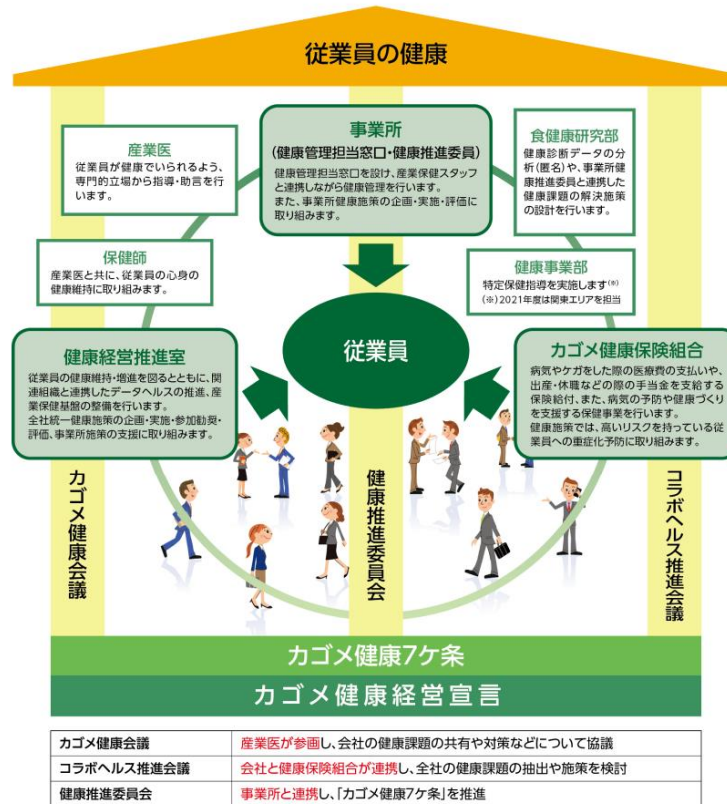 従業員の健康
産業医
従業員が健康でいられるよう、
専門的立場から指導・助言を行
います。
事業所
(健康管理担当窓口・健康推進委員)
健康管理担当窓口を設け、産業保健スタッフ
と連携しながら健康管理を行います。
また、事業所健康施策の企画・実施・評価に
取り組みます。
食健康研究部
健康診断データの分
析(匿名)や、事業所健
康推進委員と連携した
健康課題の解決施策
の設計を行います。
保健師
産業医と共に、従業員の心身の
健康維持に取り組みます。
健康事業部
特定保健指導を実施します(※)
(※)2021年度は関東エリアを担当
従業員
健康経営推進室
従業員の健康維持・増進を図るとともに、関
連組織と連携したデータヘルスの推進、産
業保健基盤の整備を行います。
全社統一健康施策の企画・実施・参加勧奨・
評価、事業所施策の支援に取り組みます。
カゴメ健康保険組合
病気やケガをした際の医療費の支払いや、
出産・休職などの際の手当金を支給する
保険給付、また、病気の予防や健康づくり
を支援する保健事業を行います。
健康施策では、高いリスクを持っている従
業員への重症化予防に取り組みます。
カゴメ健康会議
健康推進委員会
コラボヘルス推進会議
カゴメ健康7ケ条
カゴメ健康経営宣言
カゴメ健康会議 産業医が参画し、会社の健康課題の共有や対策などについて協議
コラボヘルス推進会議 会社と健康保険組合が連携し、全社の健康課題の抽出や施策を検討
健康推進委員会 事業所と連携し、「カゴメ健康7ケ条」を推進